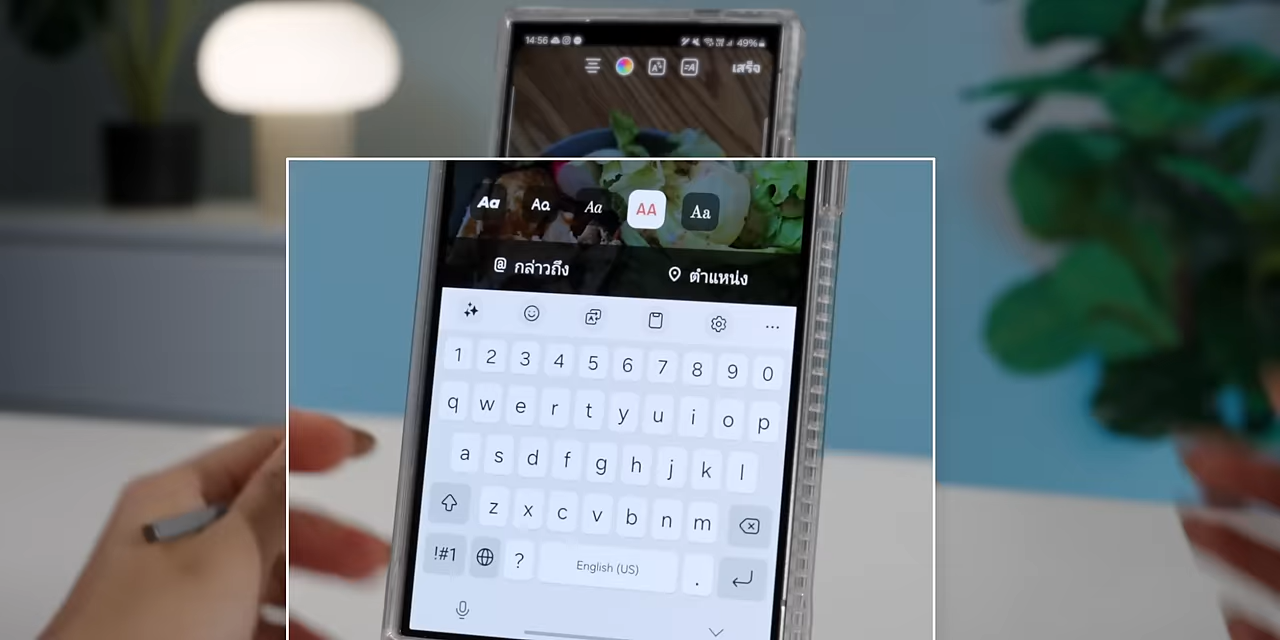 14:56 49%
เสร็จ
Aa Aa Aa AA Aa
@ กล่าวถึง ตำแหน่ง
1 2 3 4 5 6 7 8 9 0
q w e r t y u i o p
a s d f g h j k l
z x c v b n m
!#1 ? English (US) .